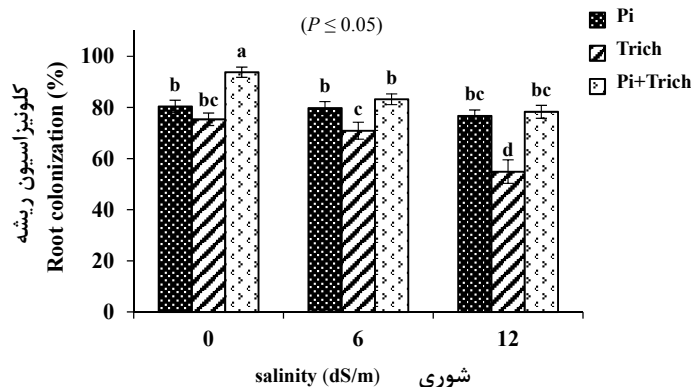 (P ≤ 0.05)
Pi
Trich
Pi+Trich
کلونیزاسیون ریشه
Root colonization (%)
100
80
60
40
20
0
b
bc
a
b
c
b
bc
d
bc
0
6
12
salinity (dS/m) شوری